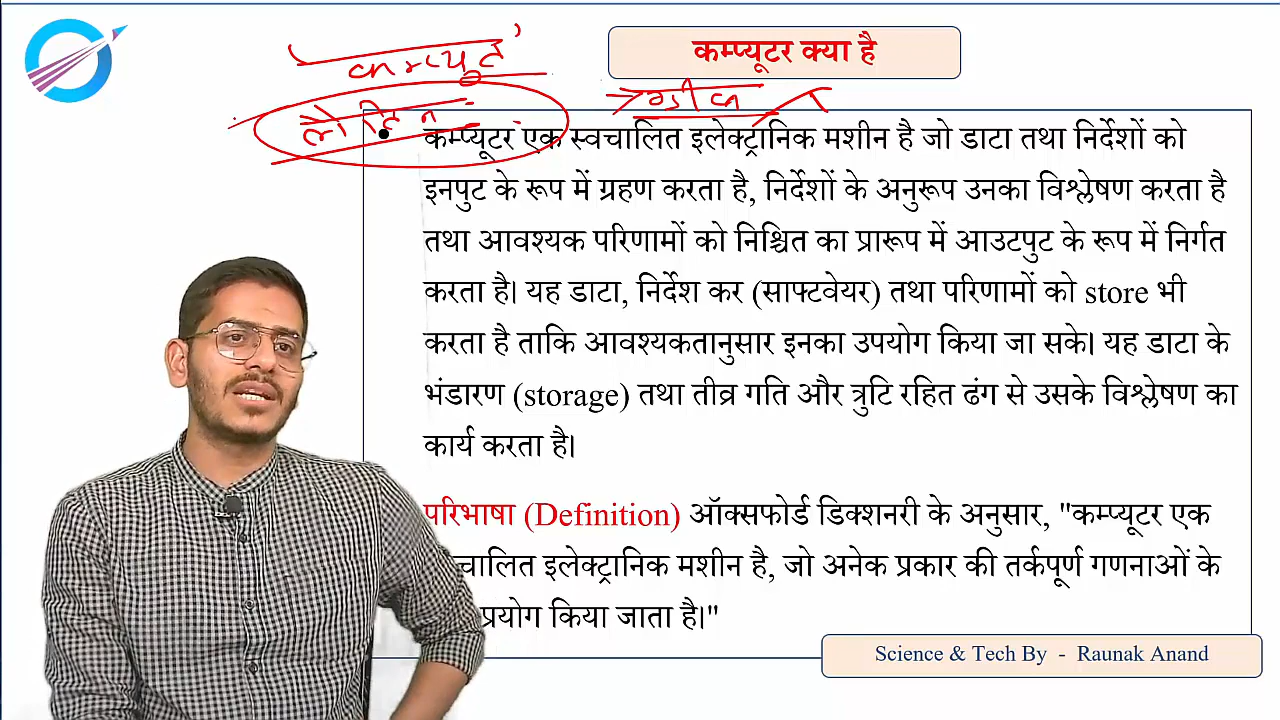 कम्प्यूटर क्या है
लैटिन
ग्रीक
कम्प्यूटर एक स्वचालित इलेक्ट्रानिक मशीन है जो डाटा तथा निर्देशों को
इनपुट के रूप में ग्रहण करता है, निर्देशों के अनुरूप उनका विश्लेषण करता है
तथा आवश्यक परिणामों को निश्चित का प्रारूप में आउटपुट के रूप में निर्गत
करता है। यह डाटा, निर्देश कर (साफ्टवेयर) तथा परिणामों को store भी
करता है ताकि आवश्यकतानुसार इनका उपयोग किया जा सके। यह डाटा के
भंडारण (storage) तथा तीव्र गति और त्रुटि रहित ढंग से उसके विश्लेषण का
कार्य करता है।
परिभाषा (Definition) ऑक्सफोर्ड डिक्शनरी के अनुसार, "कम्प्यूटर एक
चालित इलेक्ट्रानिक मशीन है, जो अनेक प्रकार की तर्कपूर्ण गणनाओं के
प्रयोग किया जाता है।"
Science & Tech By - Raunak Anand